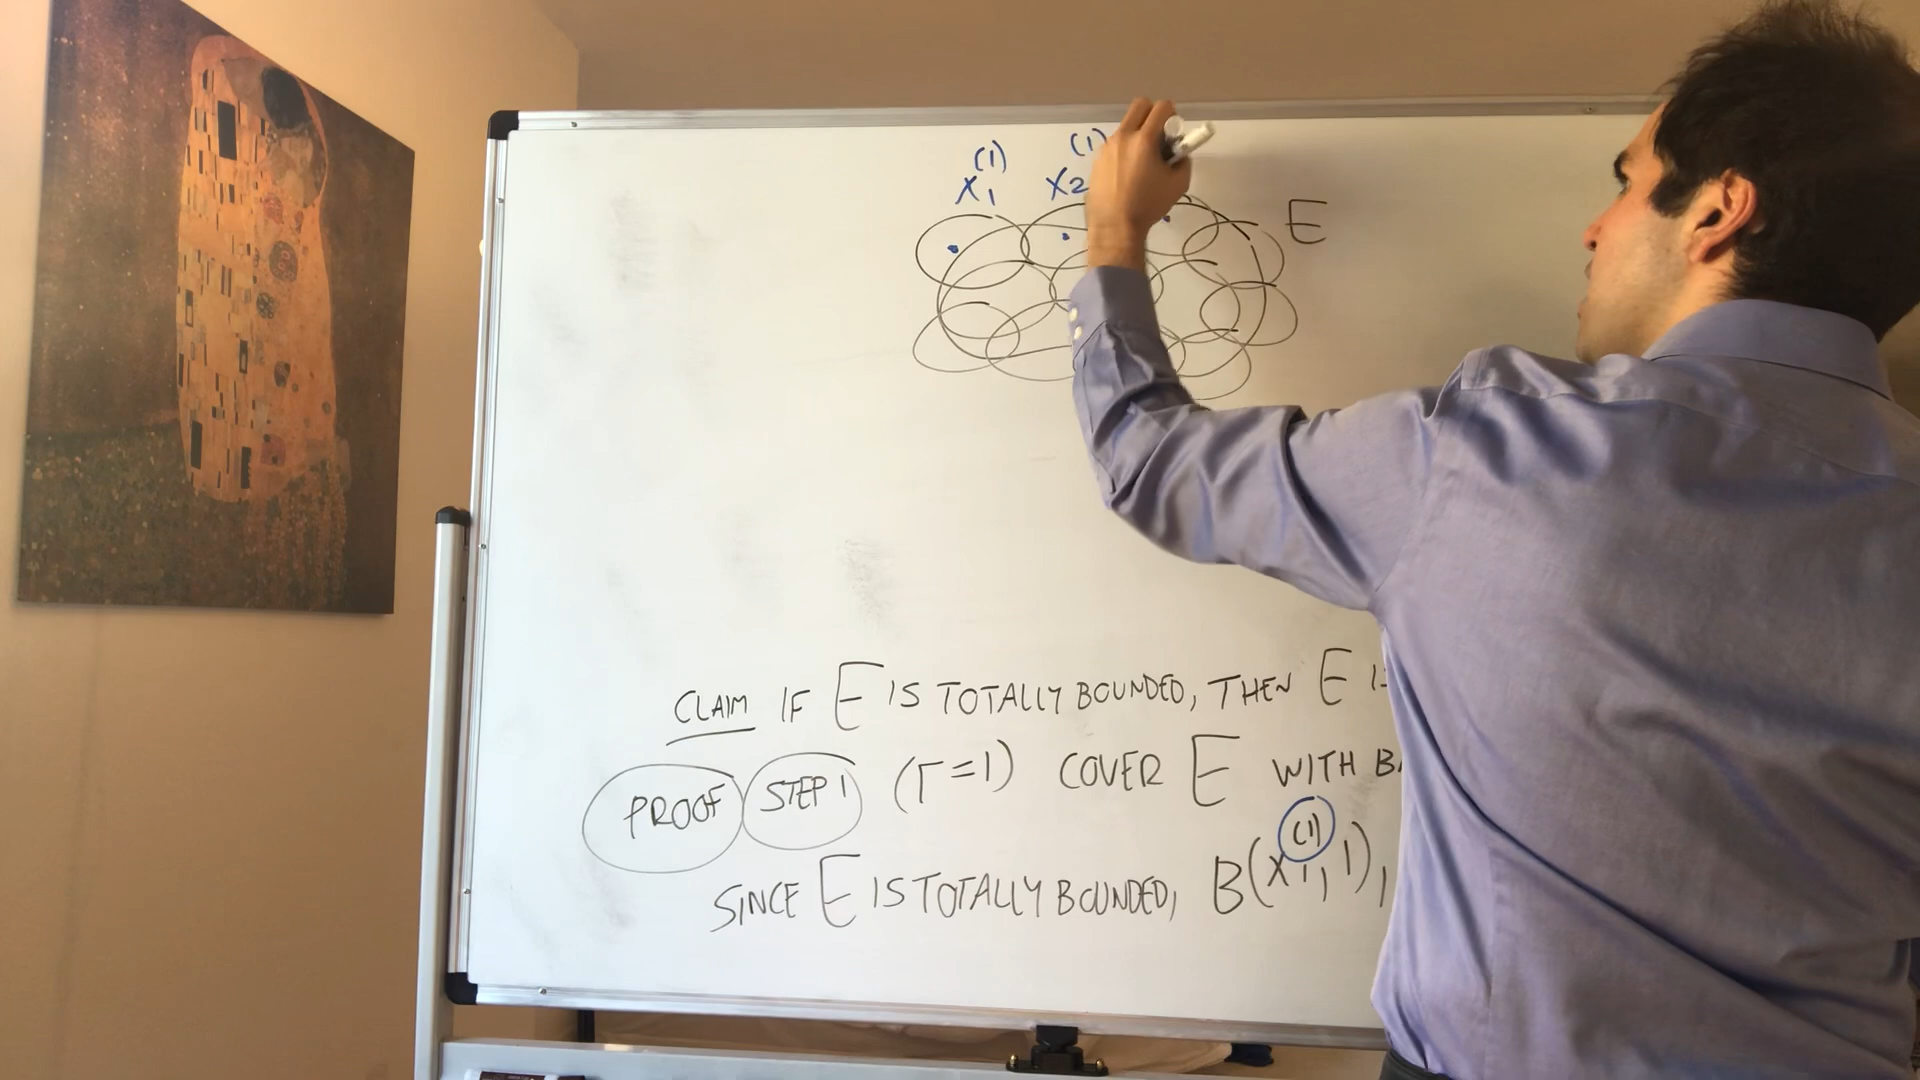 (1) (1)
x1 x2
E
CLAIM IF E IS TOTALLY BOUNDED, THEN E
PROOF STEP 1 (r=1) COVER E WITH
SINCE E IS TOTALLY BOUNDED, B(x1^(1), 1),